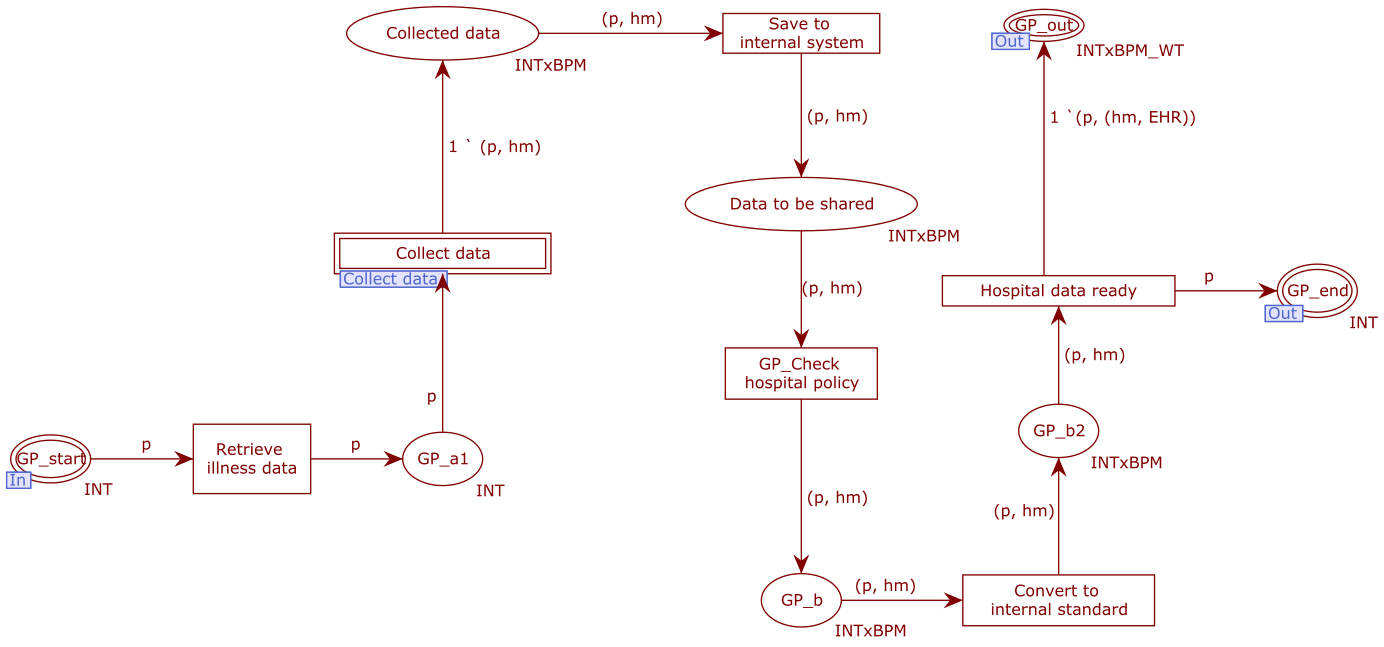 GP_start
In
INT
p
Retrieve
illness data
p
GP_a1
INT
p
Collect data
Collect data
1 ` (p, hm)
Collected data
INTxBPM
(p, hm)
Save to
internal system
(p, hm)
Data to be shared
INTxBPM
(p, hm)
GP_Check
hospital policy
(p, hm)
GP_b
INTxBPM
(p, hm)
Convert to
internal standard
(p, hm)
GP_b2
INTxBPM
(p, hm)
Hospital data ready
1 `(p, (hm, EHR))
GP_out
Out
INTxBPM_WT
p
GP_end
Out
INT